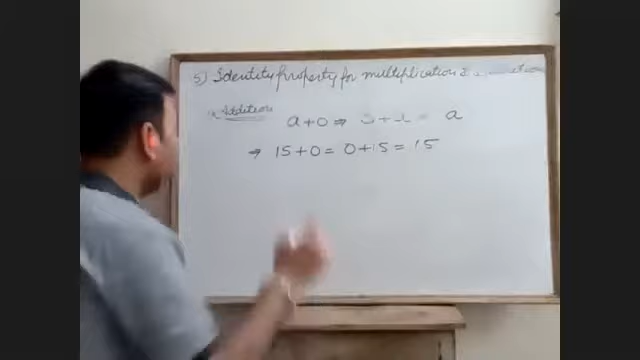 5) Identity Property for multiplication &
Addition
a + 0 ⇒ + = a
⇒ 15 + 0 = 0 + 15 = 15